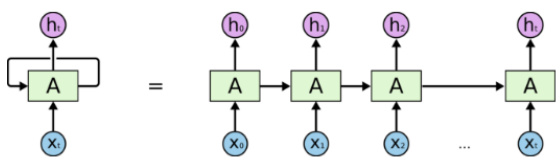 hₜ h₀ h₁ h₂ hₜ
A = A A A A
xₜ x₀ x₁ x₂ ... xₜ